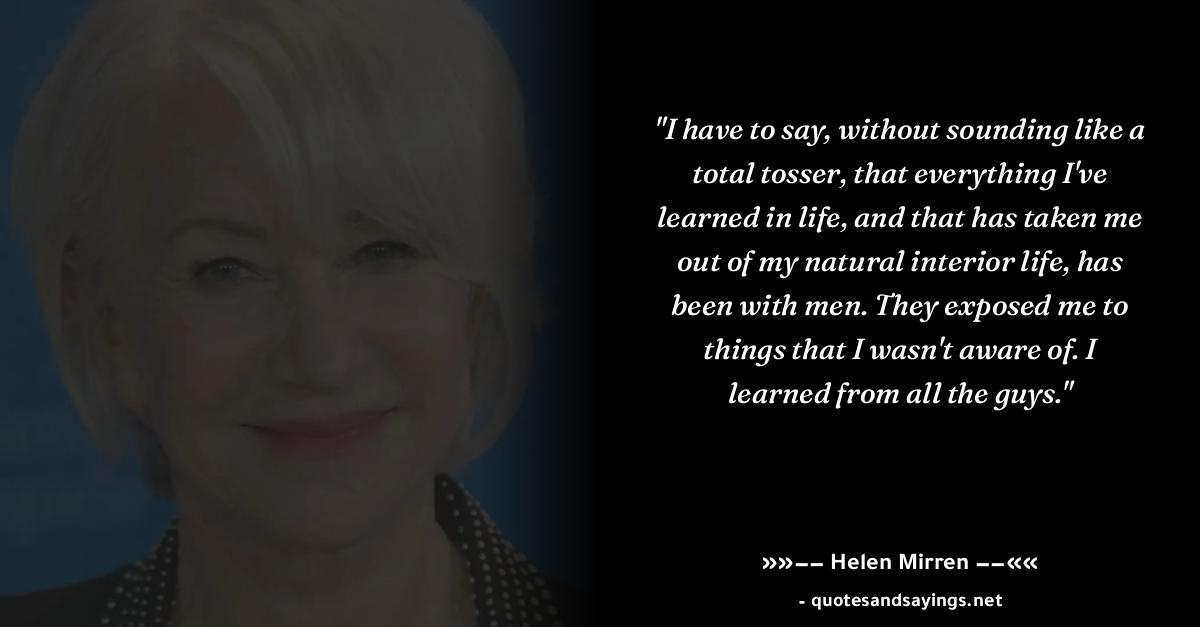 "I have to say, without sounding like a
total tosser, that everything I've
learned in life, and that has taken me
out of my natural interior life, has
been with men. They exposed me to
things that I wasn't aware of. I
learned from all the guys."
»»−− Helen Mirren −−««
- quotesandsayings.net